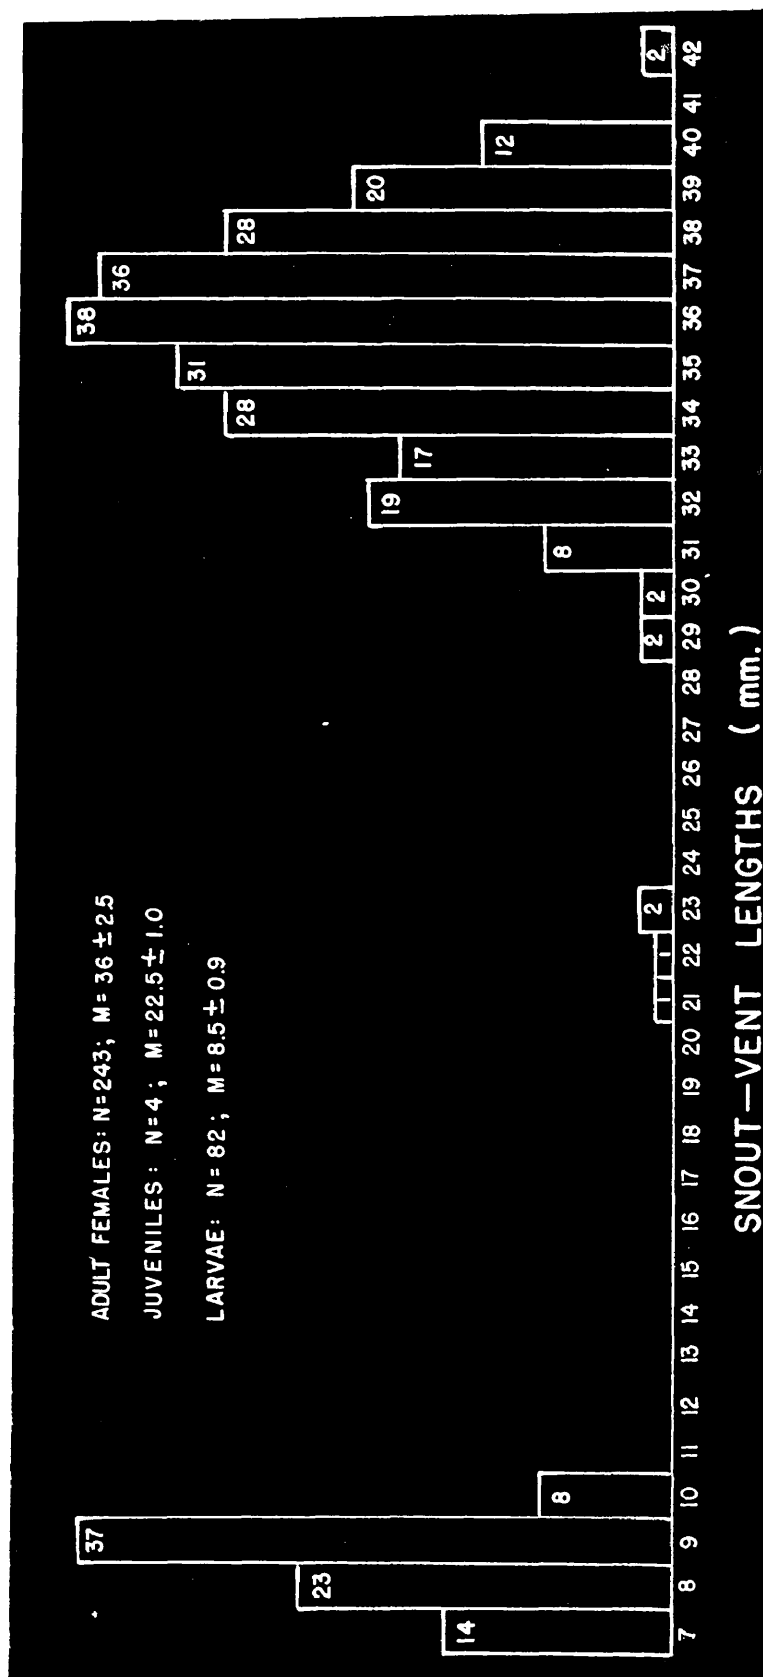 ADULT FEMALES: N=243; M=36±2.5
JUVENILES: N=4; M=22.5±1.0
LARVAE: N=82; M=8.5±0.9
14 23 37 8 1 1 2 2 2 8 19 17 28 31 38 36 28 20 12 2
7 8 9 10 11 12 13 14 15 16 17 18 19 20 21 22 23 24 25 26 27 28 29 30 31 32 33 34 35 36 37 38 39 40 41 42
SNOUT—VENT LENGTHS (mm.)